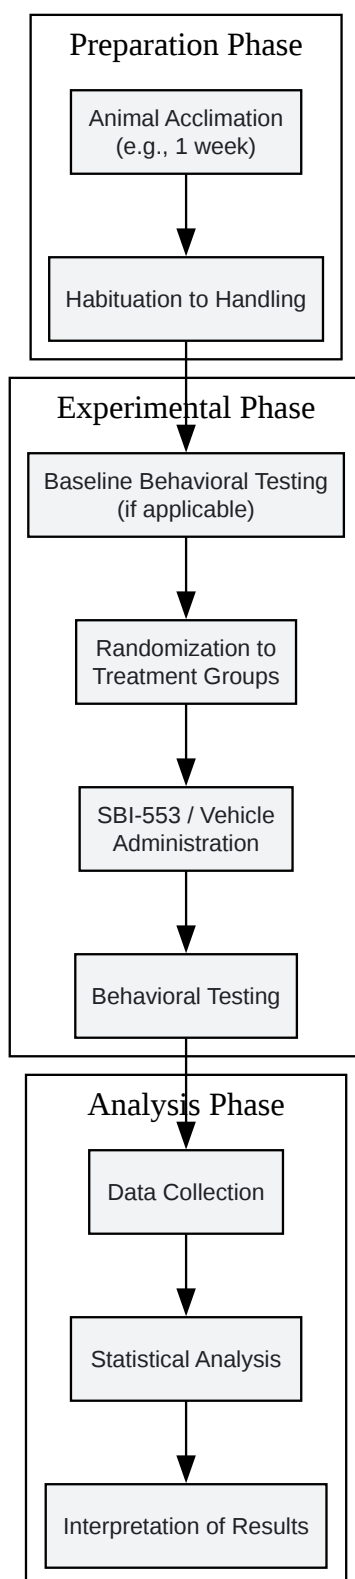 Preparation Phase
Animal Acclimation
(e.g., 1 week)
Habituation to Handling
Experimental Phase
Baseline Behavioral Testing
(if applicable)
Randomization to
Treatment Groups
SBI-553 / Vehicle
Administration
Behavioral Testing
Analysis Phase
Data Collection
Statistical Analysis
Interpretation of Results